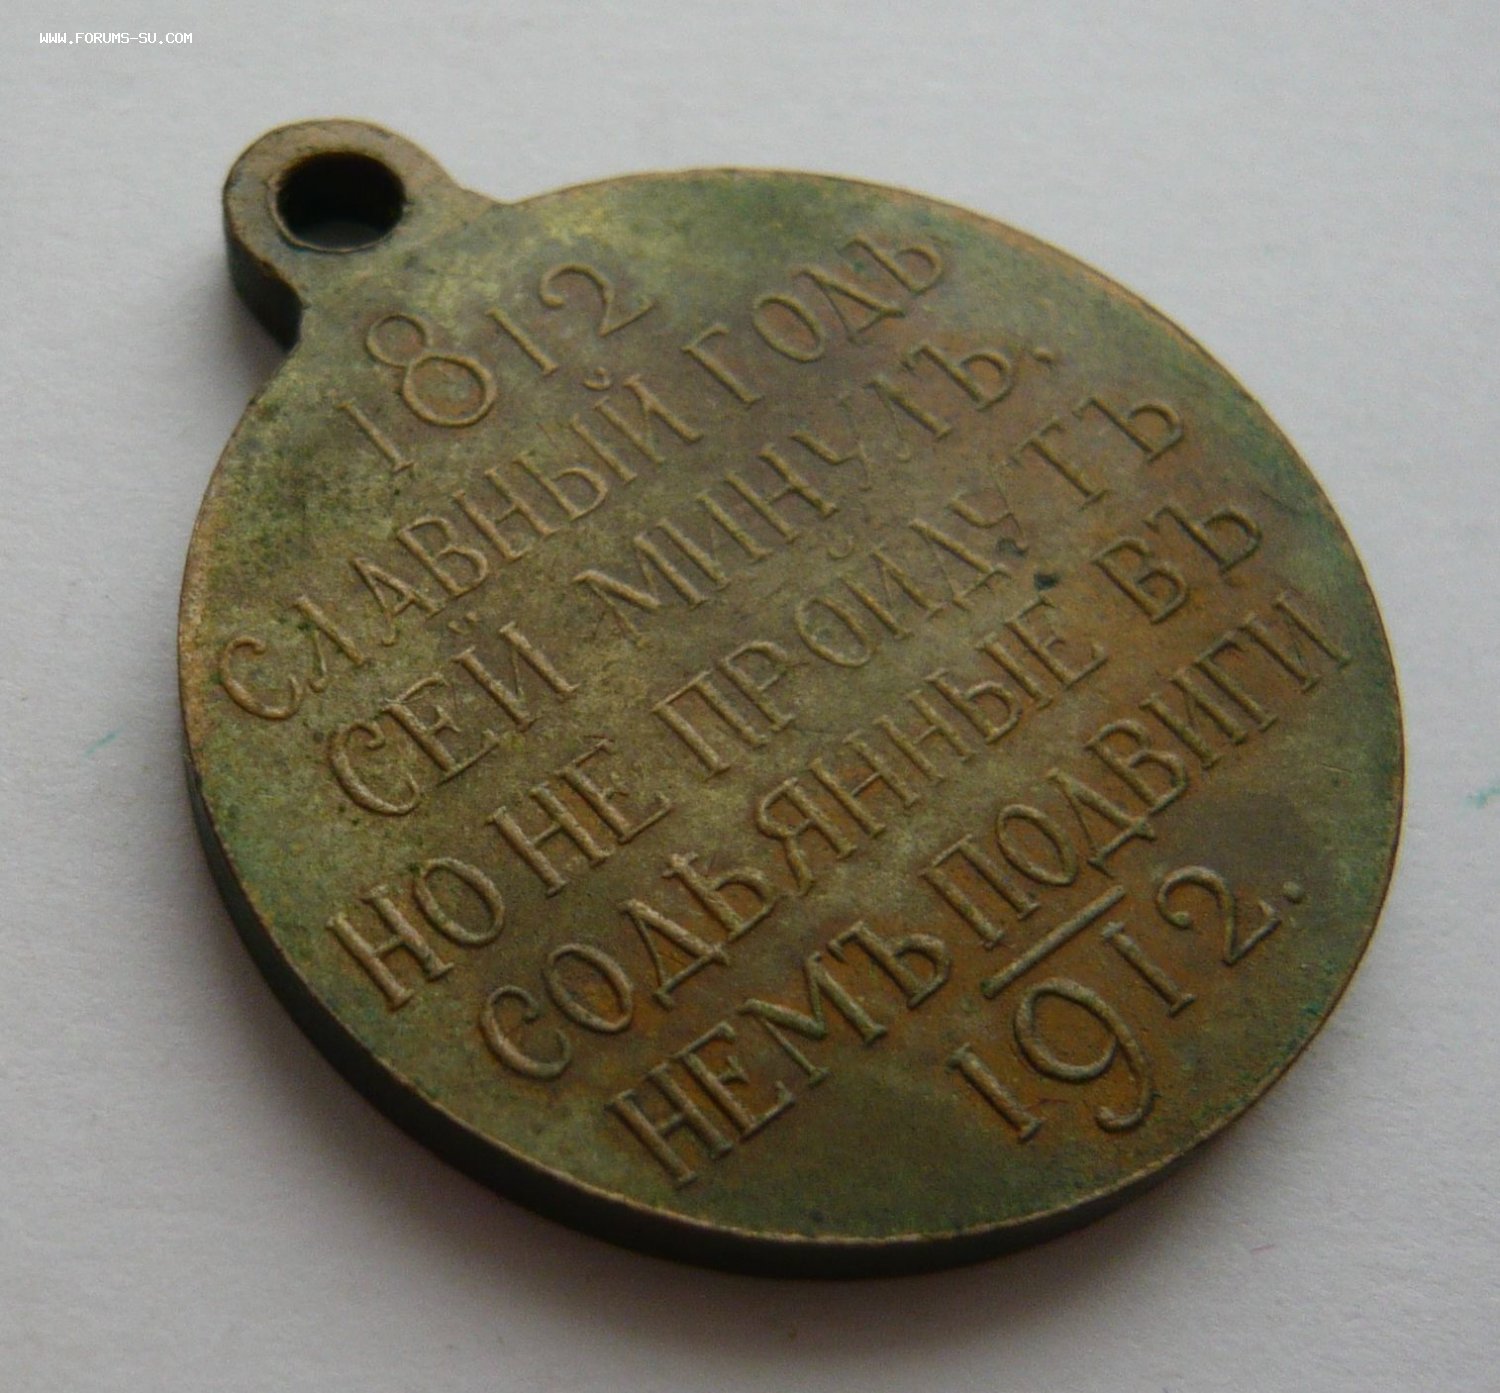 WWW.FORUMS-SU.COM
1812
СЛАВНЫЙ ГОДЪ
СЕЙ МИНУЛЪ.
НО НЕ ПРОЙДУТЪ
СОДѢЯННЫЕ ВЪ
НЕМЪ ПОДВИГИ
1912.